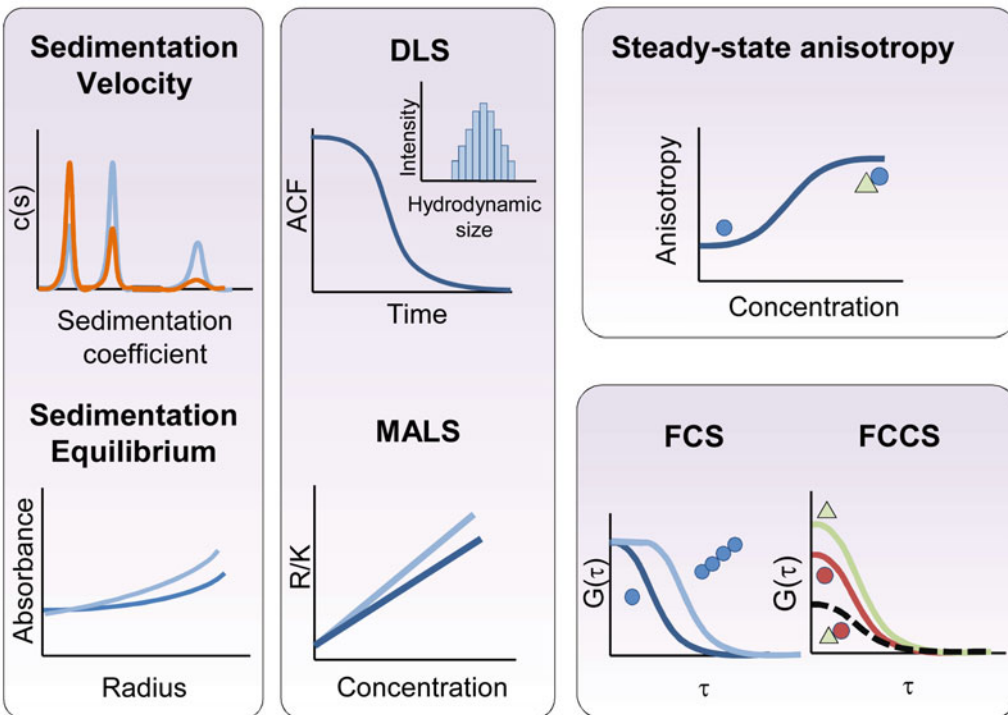 Sedimentation
Velocity
c(s)
Sedimentation
coefficient
Sedimentation
Equilibrium
Absorbance
Radius
DLS
Intensity
Hydrodynamic
size
ACF
Time
MALS
R/K
Concentration
Steady-state anisotropy
Anisotropy
Concentration
FCS
G(τ)
τ
FCCS
G(τ)
τ